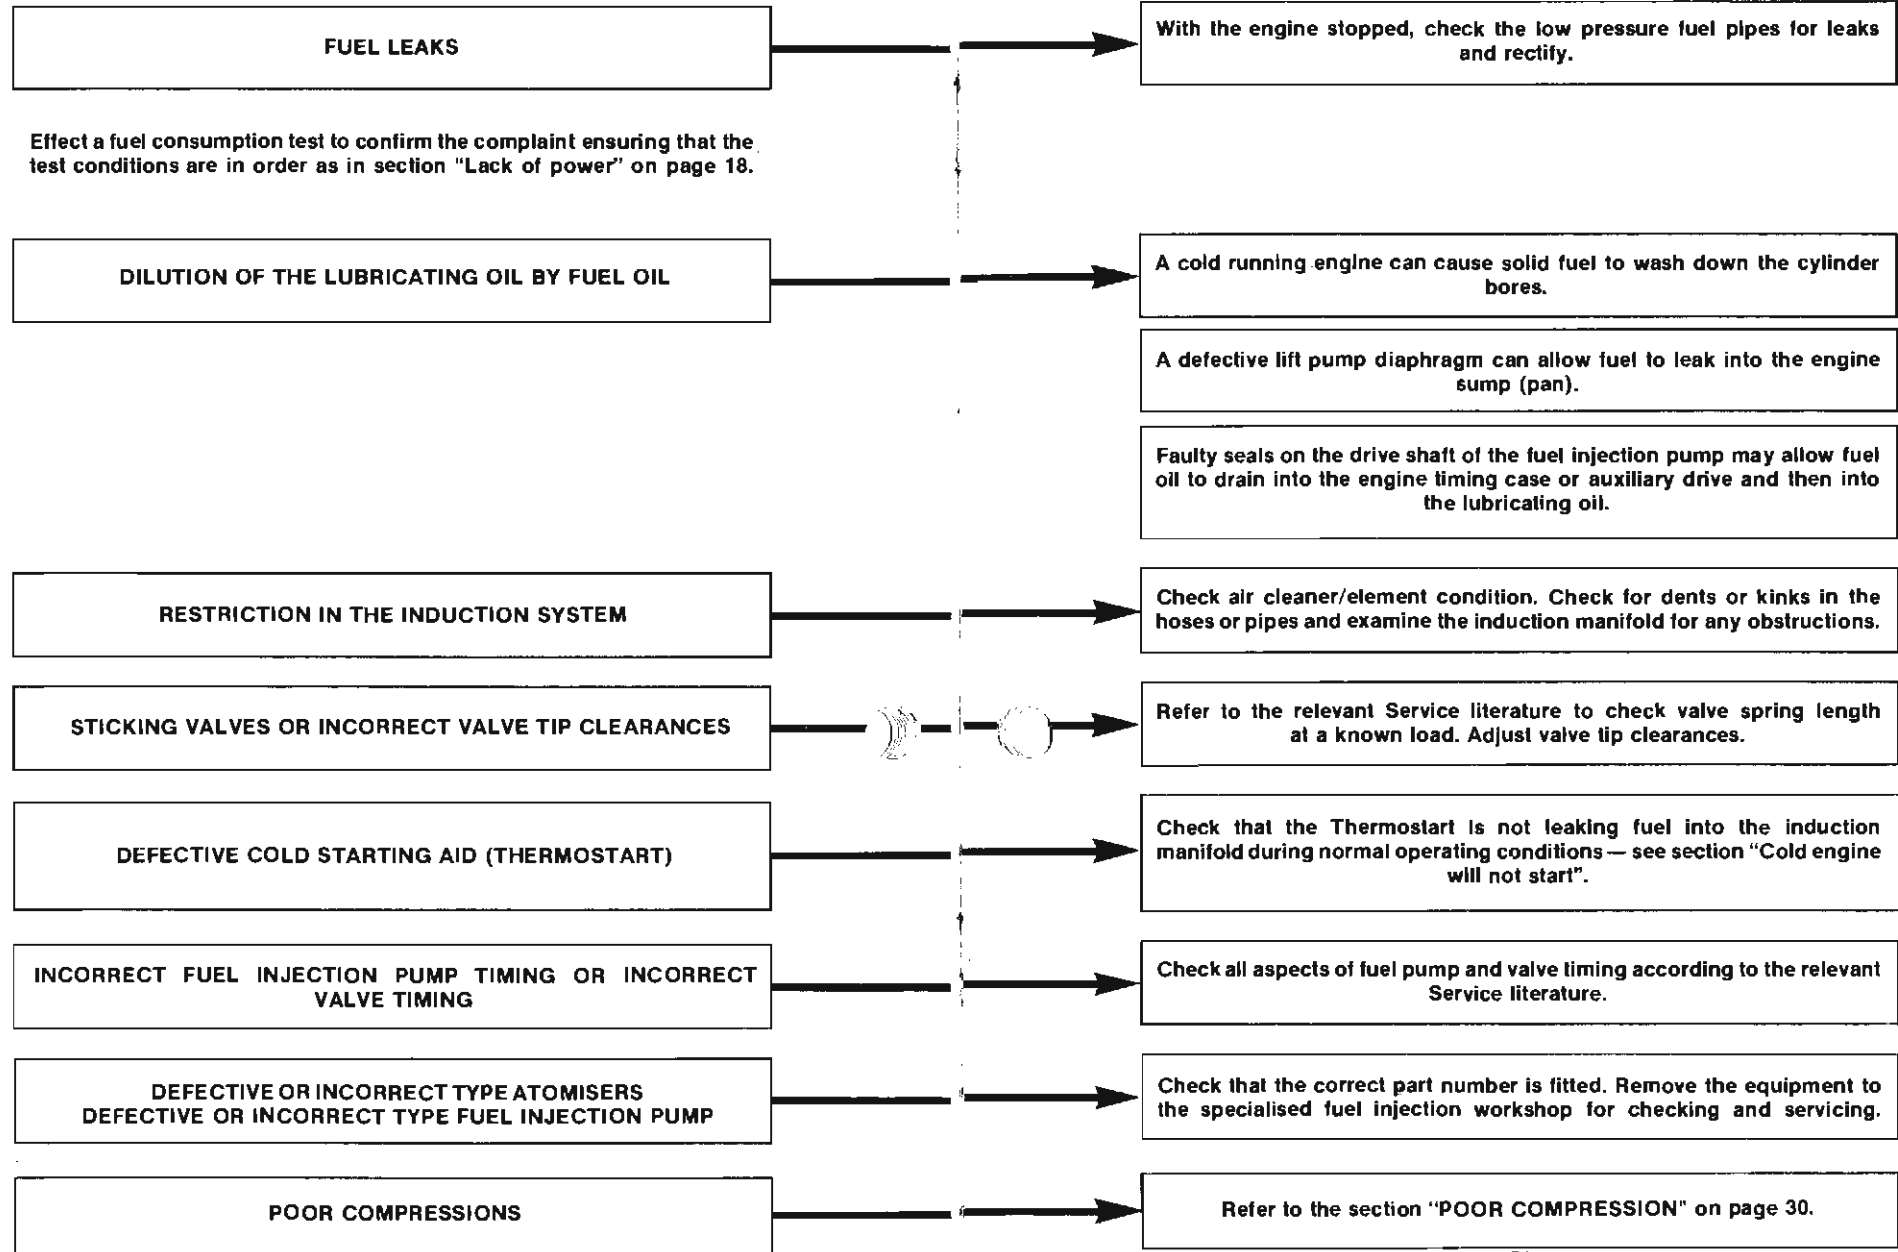 FUEL LEAKS
With the engine stopped, check the low pressure fuel pipes for leaks
and rectify.
Effect a fuel consumption test to confirm the complaint ensuring that the
test conditions are in order as in section "Lack of power" on page 18.
DILUTION OF THE LUBRICATING OIL BY FUEL OIL
A cold running engine can cause solid fuel to wash down the cylinder
bores.
A defective lift pump diaphragm can allow fuel to leak into the engine
sump (pan).
Faulty seals on the drive shaft of the fuel injection pump may allow fuel
oil to drain into the engine timing case or auxiliary drive and then into
the lubricating oil.
RESTRICTION IN THE INDUCTION SYSTEM
Check air cleaner/element condition. Check for dents or kinks in the
hoses or pipes and examine the induction manifold for any obstructions.
STICKING VALVES OR INCORRECT VALVE TIP CLEARANCES
Refer to the relevant Service literature to check valve spring length
at a known load. Adjust valve tip clearances.
DEFECTIVE COLD STARTING AID (THERMOSTART)
Check that the Thermostart is not leaking fuel into the induction
manifold during normal operating conditions — see section "Cold engine
will not start".
INCORRECT FUEL INJECTION PUMP TIMING OR INCORRECT
VALVE TIMING
Check all aspects of fuel pump and valve timing according to the relevant
Service literature.
DEFECTIVE OR INCORRECT TYPE ATOMISERS
DEFECTIVE OR INCORRECT TYPE FUEL INJECTION PUMP
Check that the correct part number is fitted. Remove the equipment to
the specialised fuel injection workshop for checking and servicing.
POOR COMPRESSIONS
Refer to the section "POOR COMPRESSION" on page 30.